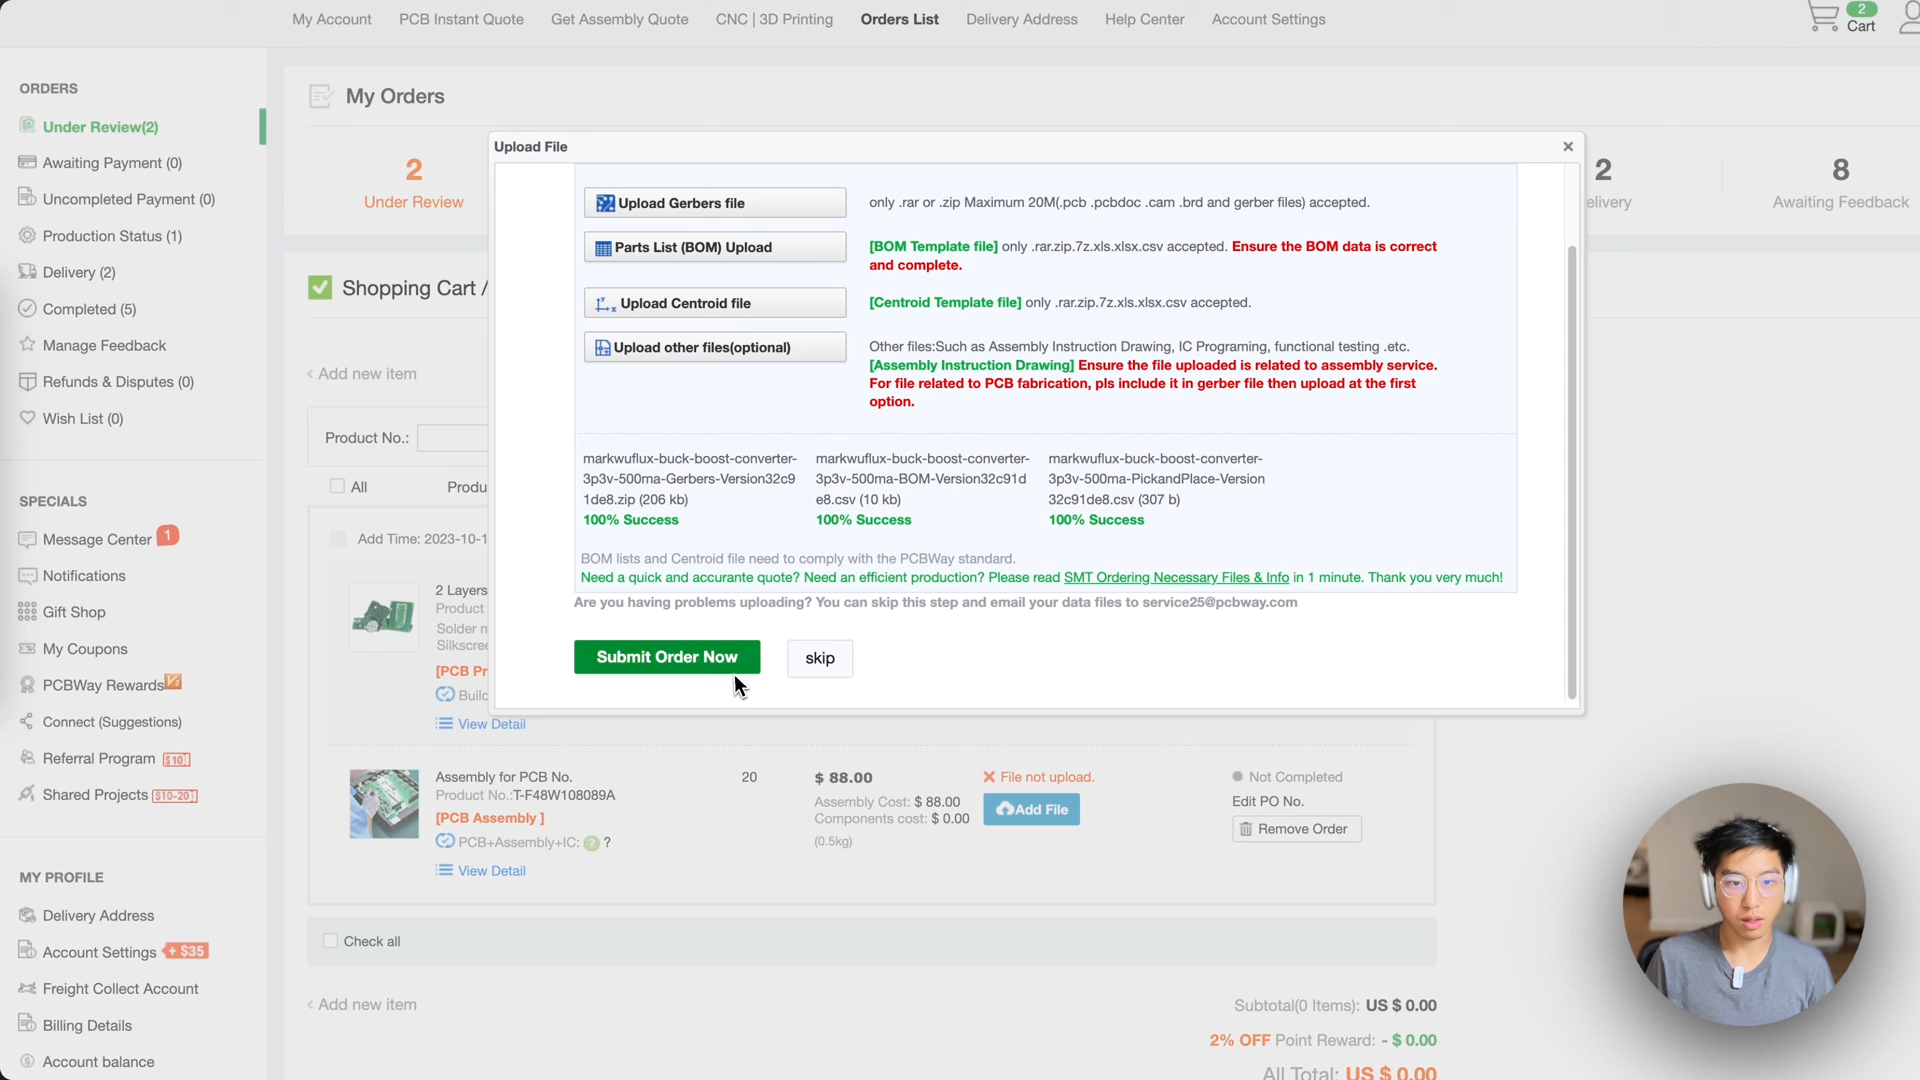 My Account PCB Instant Quote Get Assembly Quote CNC | 3D Printing Orders List Delivery Address Help Center Account Settings 2
Cart
ORDERS
Under Review(2)
Awaiting Payment (0)
Uncompleted Payment (0)
Production Status (1)
Delivery (2)
Completed (5)
Manage Feedback
Refunds & Disputes (0)
Wish List (0)
SPECIALS
Message Center 1
Notifications
Gift Shop
My Coupons
PCBWay Rewards
Connect (Suggestions)
Referral Program $10
Shared Projects $10-20
MY PROFILE
Delivery Address
Account Settings + $35
Freight Collect Account
Billing Details
Account balance
My Orders
2
Under Review
2
elivery
8
Awaiting Feedback
Shopping Cart /
< Add new item
Product No.:
All Produ
Add Time: 2023-10-1
2 Layers
Product
Solder m
Silkscree
[PCB Pr
Build
View Detail
Upload File ×
Upload Gerbers file only .rar or .zip Maximum 20M(.pcb .pcbdoc .cam .brd and gerber files) accepted.
Parts List (BOM) Upload [BOM Template file] only .rar.zip.7z.xls.xlsx.csv accepted. Ensure the BOM data is correct
and complete.
Upload Centroid file [Centroid Template file] only .rar.zip.7z.xls.xlsx.csv accepted.
Upload other files(optional) Other files:Such as Assembly Instruction Drawing, IC Programing, functional testing .etc.
[Assembly Instruction Drawing] Ensure the file uploaded is related to assembly service.
For file related to PCB fabrication, pls include it in gerber file then upload at the first
option.
markwuflux-buck-boost-converter- markwuflux-buck-boost-converter- markwuflux-buck-boost-converter-
3p3v-500ma-Gerbers-Version32c9 3p3v-500ma-BOM-Version32c91d 3p3v-500ma-PickandPlace-Version
1de8.zip (206 kb) e8.csv (10 kb) 32c91de8.csv (307 b)
100% Success 100% Success 100% Success
BOM lists and Centroid file need to comply with the PCBWay standard.
Need a quick and accurante quote? Need an efficient production? Please read SMT Ordering Necessary Files & Info in 1 minute. Thank you very much!
Are you having problems uploading? You can skip this step and email your data files to service25@pcbway.com
Submit Order Now skip
Assembly for PCB No. 20 $ 88.00 File not upload. Not Completed
Product No.:T-F48W108089A Assembly Cost: $ 88.00 Add File Edit PO No.
[PCB Assembly ] Components cost: $ 0.00 Remove Order
PCB+Assembly+IC: ? ? (0.5kg)
View Detail
Check all
< Add new item
Subtotal(0 Items): US $ 0.00
2% OFF Point Reward: - $ 0.00
All Total: US $ 0.00